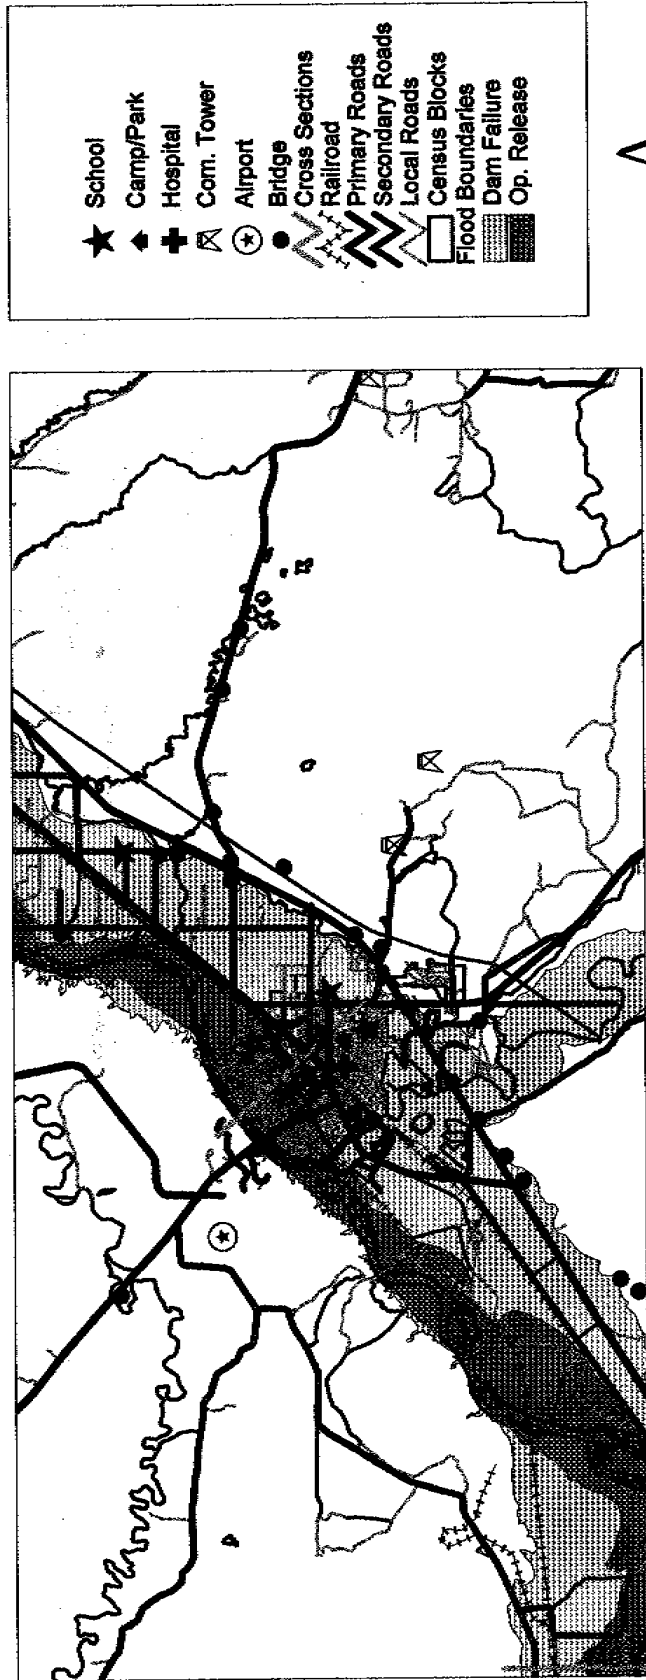 School
Camp/Park
Hospital
Com. Tower
Airport
Bridge
Cross Sections
Railroad
Primary Roads
Secondary Roads
Local Roads
Census Blocks
Flood Boundaries
Dam Failure
Op. Release